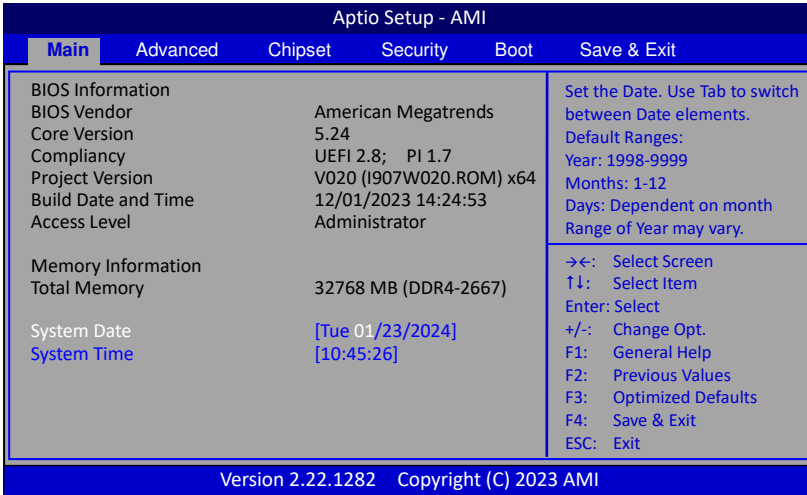 Aptio Setup - AMI
Main Advanced Chipset Security Boot Save & Exit
BIOS Information
BIOS Vendor American Megatrends
Core Version 5.24
Compliancy UEFI 2.8; PI 1.7
Project Version V020 (I907W020.ROM) x64
Build Date and Time 12/01/2023 14:24:53
Access Level Administrator
Memory Information
Total Memory 32768 MB (DDR4-2667)
System Date [Tue 01/23/2024]
System Time [10:45:26]
Set the Date. Use Tab to switch
between Date elements.
Default Ranges:
Year: 1998-9999
Months: 1-12
Days: Dependent on month
Range of Year may vary.
→←: Select Screen
↑↓: Select Item
Enter: Select
+/-: Change Opt.
F1: General Help
F2: Previous Values
F3: Optimized Defaults
F4: Save & Exit
ESC: Exit
Version 2.22.1282 Copyright (C) 2023 AMI